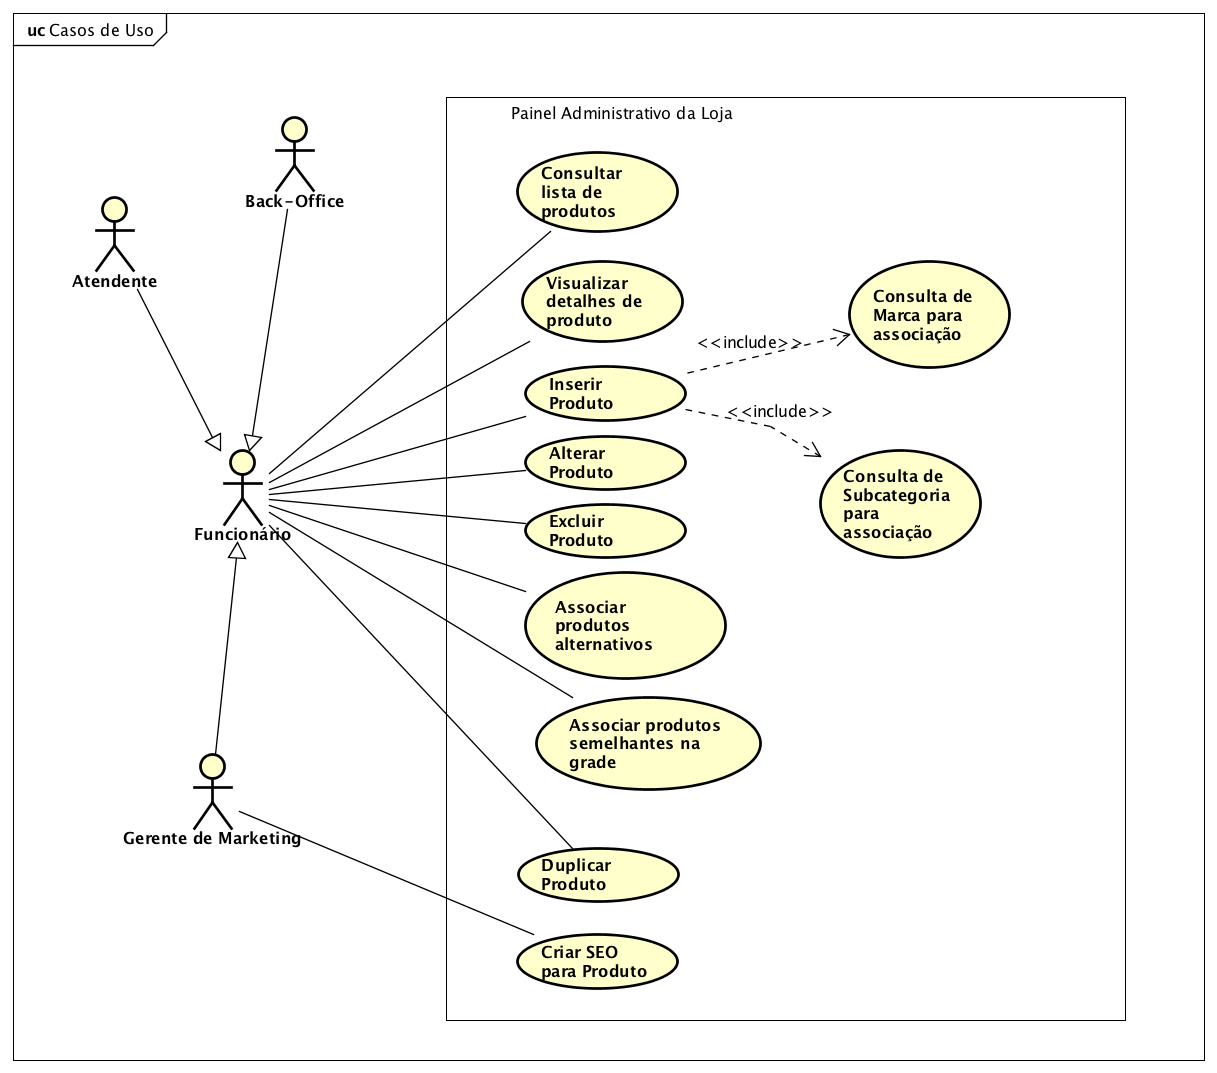 uc Casos de Uso
Painel Administrativo da Loja
Back-Office
Atendente
Funcionário
Gerente de Marketing
Consultar
lista de
produtos
Visualizar
detalhes de
produto
Inserir
Produto
<<include>>
Consulta de
Marca para
associação
<<include>>
Consulta de
Subcategoria
para
associação
Alterar
Produto
Excluir
Produto
Associar
produtos
alternativos
Associar produtos
semelhantes na
grade
Duplicar
Produto
Criar SEO
para Produto